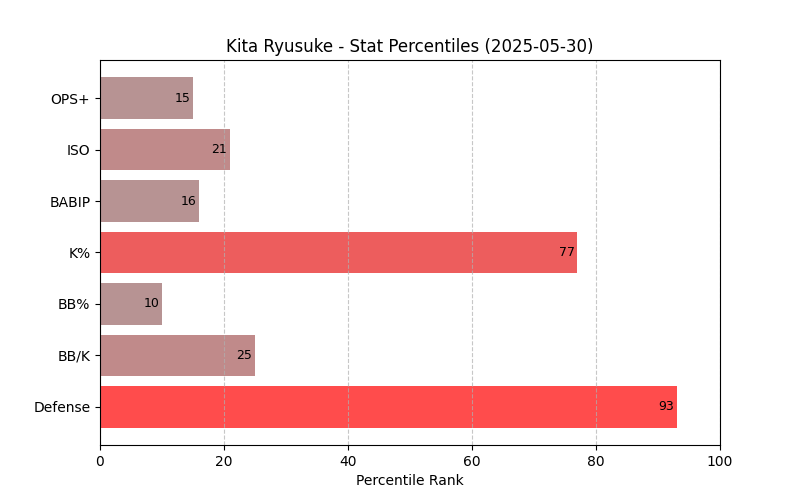 Kita Ryusuke - Stat Percentiles (2025-05-30)
OPS+ 15
ISO 21
BABIP 16
K% 77
BB% 10
BB/K 25
Defense 93
0 20 40 60 80 100
Percentile Rank